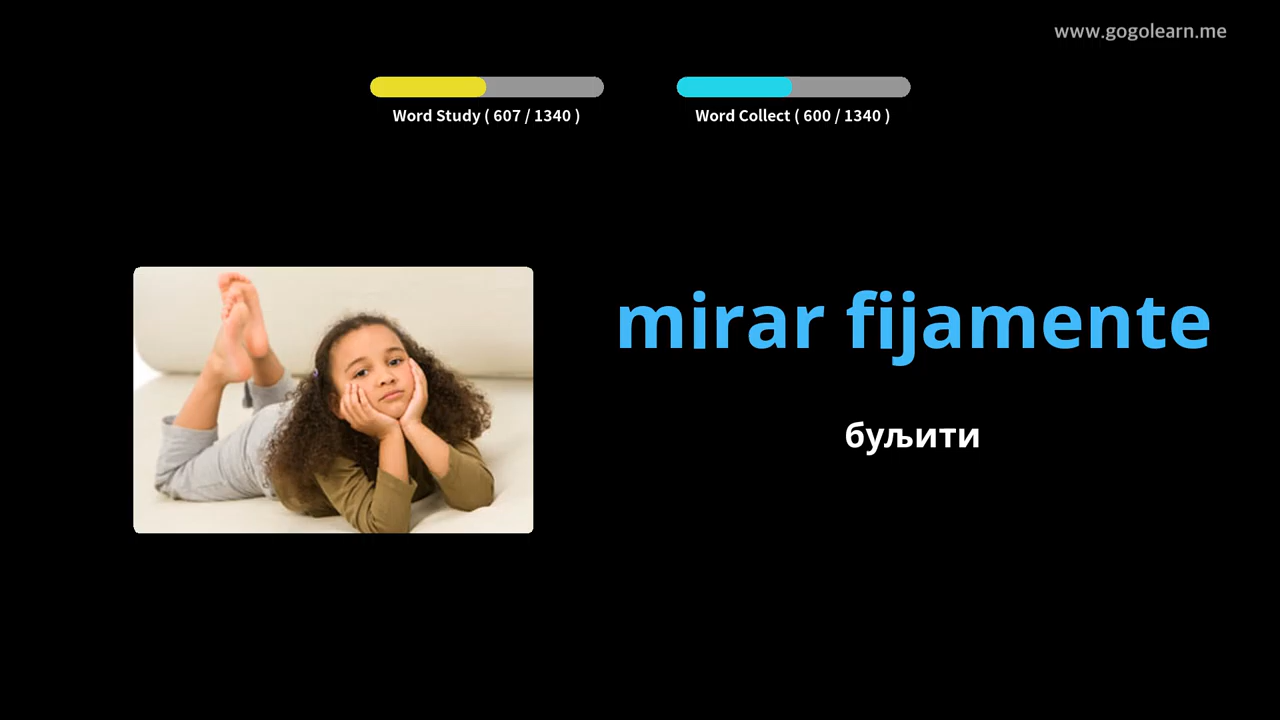 www.gogolearn.me
Word Study ( 607 / 1340 )
Word Collect ( 600 / 1340 )
mirar fijamente
буљити